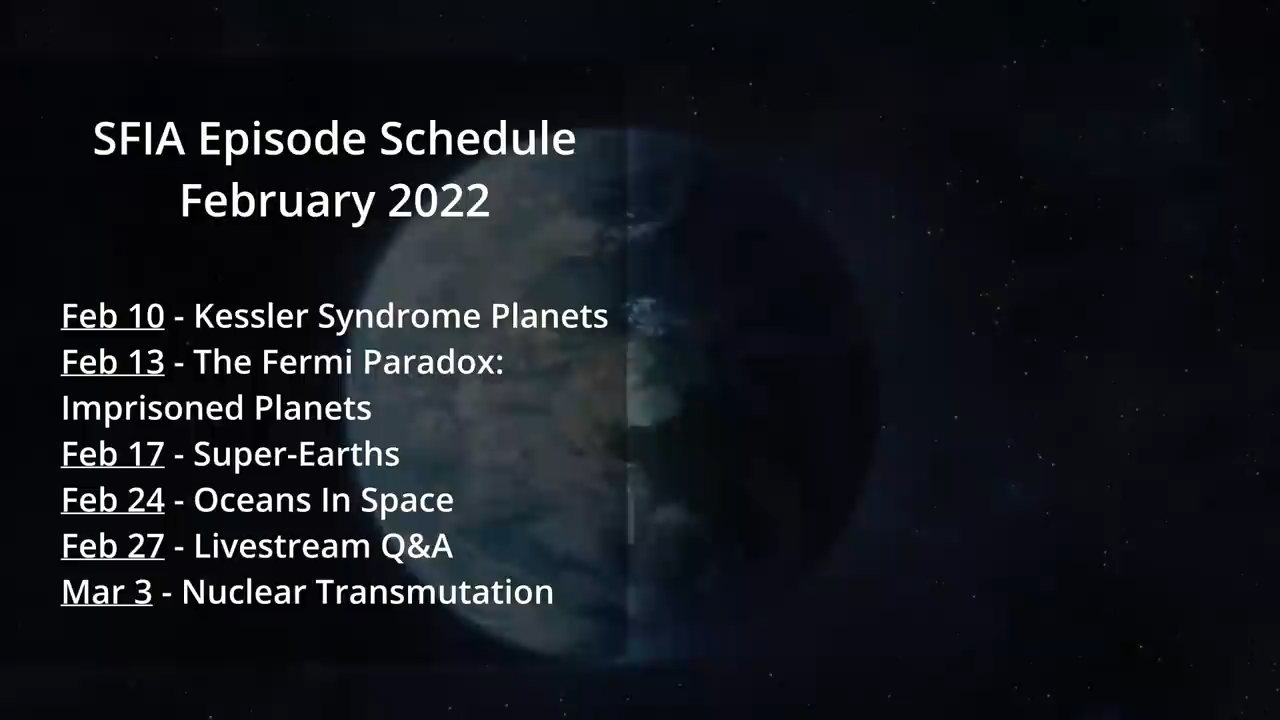 SFIA Episode Schedule
February 2022
Feb 10 - Kessler Syndrome Planets
Feb 13 - The Fermi Paradox:
Imprisoned Planets
Feb 17 - Super-Earths
Feb 24 - Oceans In Space
Feb 27 - Livestream Q&A
Mar 3 - Nuclear Transmutation